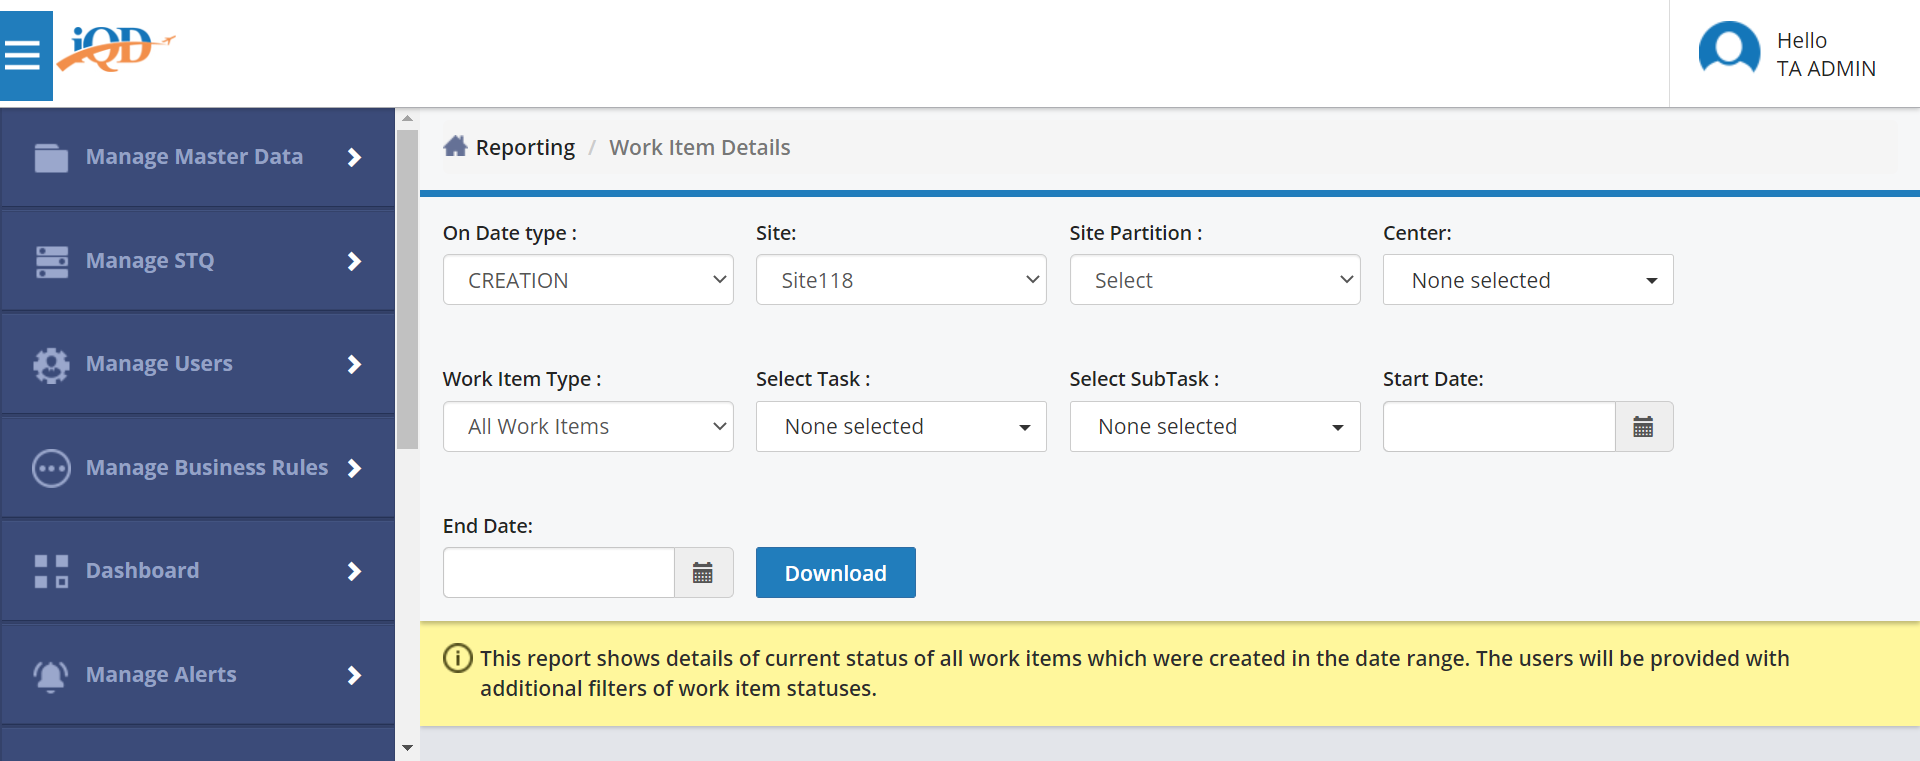 iQD
Hello
TA ADMIN
Manage Master Data
Manage STQ
Manage Users
Manage Business Rules
Dashboard
Manage Alerts
Reporting / Work Item Details
On Date type : Site: Site Partition : Center:
CREATION Site118 Select None selected
Work Item Type : Select Task : Select SubTask : Start Date:
All Work Items None selected None selected
End Date:
Download
This report shows details of current status of all work items which were created in the date range. The users will be provided with
additional filters of work item statuses.